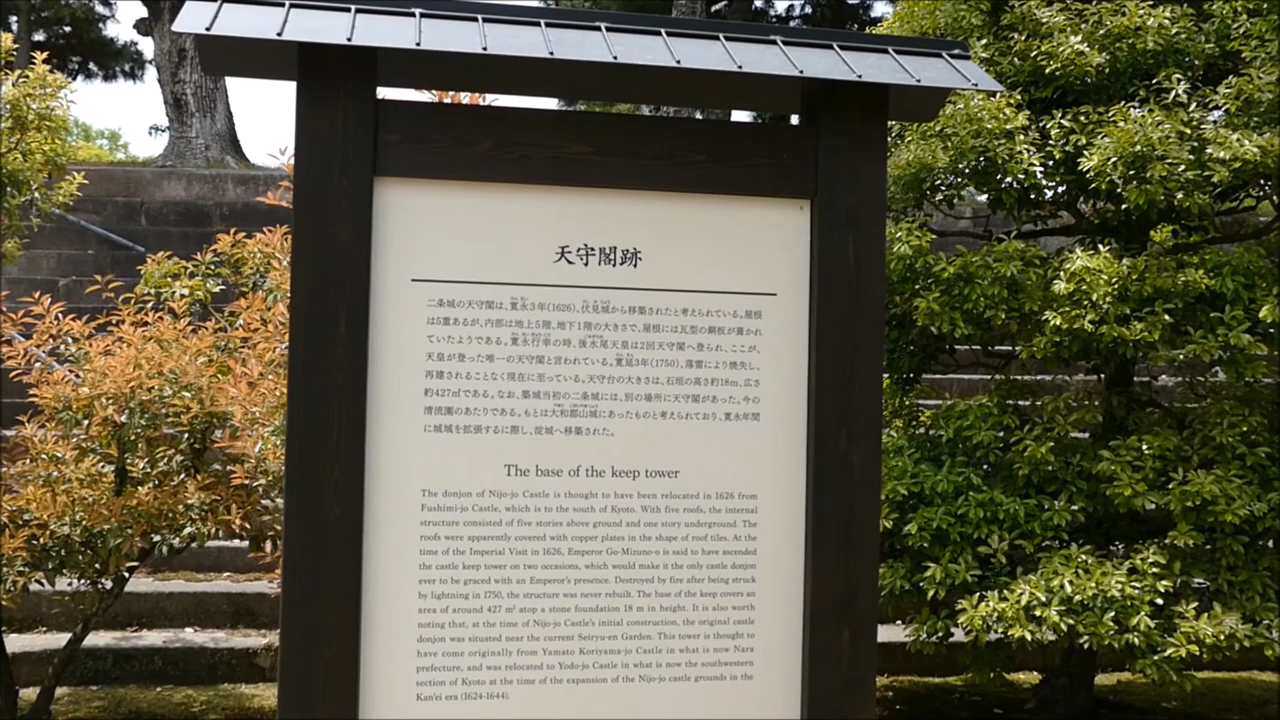 天守閣跡
二条城の天守閣は、寛永3年(1626)、伏見城から移築されたと考えられている。屋根
は5重あるが、内部は地上5階、地下1階の大きさで、屋根には瓦型の銅板が葺かれ
ていたようである。寛永行幸の時、後水尾天皇は2回天守閣へ登られ、ここが、
天皇が登った唯一の天守閣と言われている。寛延3年(1750)、落雷により焼失し、
再建されることなく現在に至っている。天守台の大きさは、石垣の高さ約18m、広さ
約427㎡である。なお、築城当初の二条城には、別の場所に天守閣があった。今の
清流園のあたりである。もとは大和郡山城にあったものと考えられており、寛永年間
に城域を拡張するに際し、淀城へ移築された。
The base of the keep tower
The donjon of Nijo-jo Castle is thought to have been relocated in 1626 from
Fushimi-jo Castle, which is to the south of Kyoto. With five roofs, the internal
structure consisted of five stories above ground and one story underground. The
roofs were apparently covered with copper plates in the shape of roof tiles. At the
time of the Imperial Visit in 1626, Emperor Go-Mizuno-o is said to have ascended
the castle keep tower on two occasions, which would make it the only castle donjon
ever to be graced with an Emperor's presence. Destroyed by fire after being struck
by lightning in 1750, the structure was never rebuilt. The base of the keep covers an
area of around 427 m² atop a stone foundation 18 m in height. It is also worth
noting that, at the time of Nijo-jo Castle's initial construction, the original castle
donjon was situated near the current Seiryu-en Garden. This tower is thought to
have come originally from Yamato Koriyama-jo Castle in what is now Nara
prefecture, and was relocated to Yodo-jo Castle in what is now the southwestern
section of Kyoto at the time of the expansion of the Nijo-jo castle grounds in the
Kan'ei era (1624-1644).